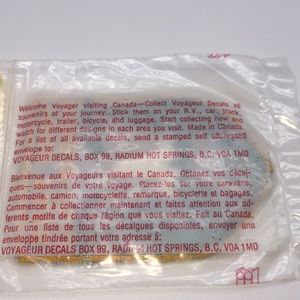 Welcome Voyager visiting Canada—Collect Voyageur Decals as
souvenirs of your journey. Stick them on your R.V., car, truck,
motorcycle, trailer, bicycle, and luggage. Start collecting now and
watch for different designs in each area you visit. Made in Canada.
For a list of all available decals, send a stamped self addressed
envelope to:
VOYAGEUR DECALS, BOX 99, RADIUM HOT SPRINGS, B.C. VOA 1MO
Bienvenue aux Voyageurs visitant le Canada. Obtenez vos décal-
ques—souvenirs de votre voyage. Placez-les sur votre caravane,
automobile, camion, motocyclette, remorque, bicyclette et bagages.
Commencer à collectionner maintenant et faites attention aux dif-
férents motifs de chaque région que vous visitez. Fait au Canada.
Pour une liste de tous les décalques disponibles, envoyer une
enveloppe timbrée portant votre adresse à:
VOYAGEUR DECALS, BOX 99, RADIUM HOT SPRINGS, B.C. VOA 1MO